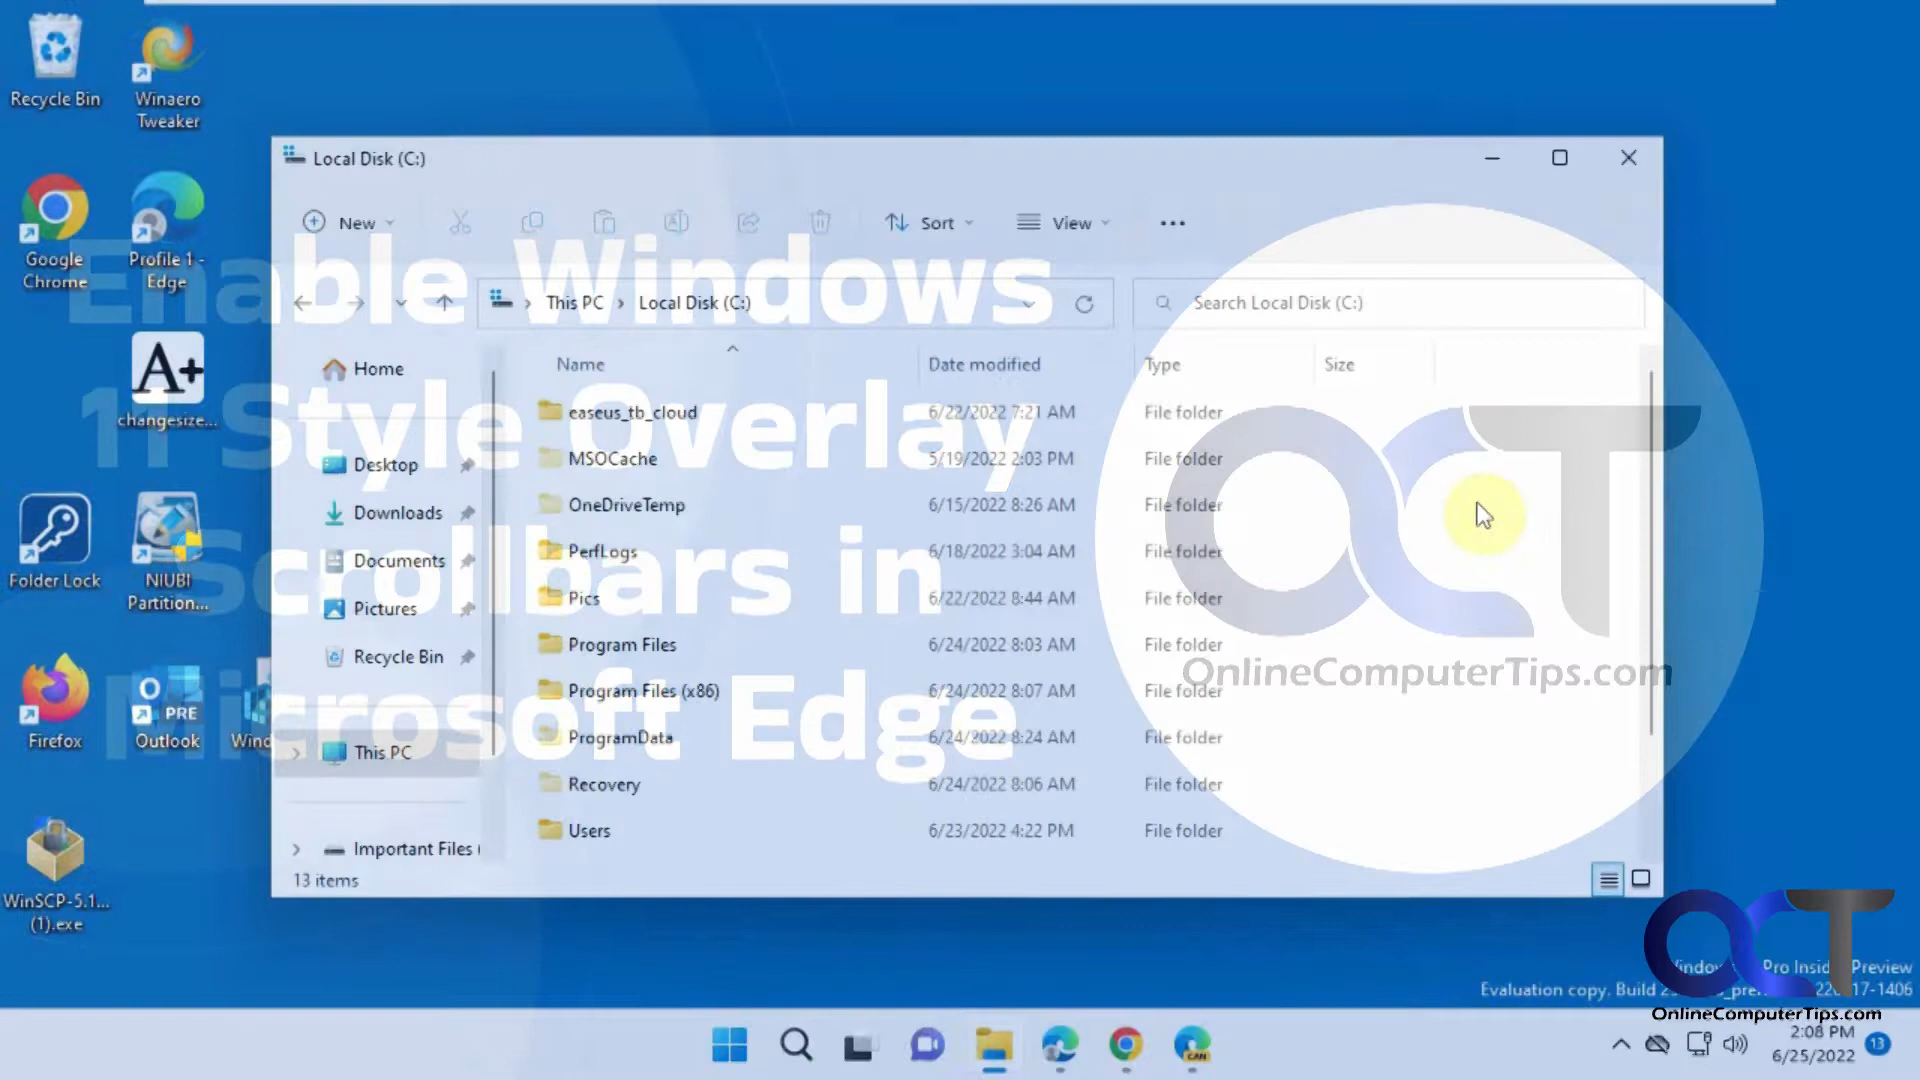 Recycle Bin
Winaero
Tweaker
Google
Chrome
Profile 1 -
Edge
changesize...
Folder Lock
NIUBI
Partition...
Firefox
PRE
Outlook
Wind
WinSCP-5.1...
(1).exe
Enable Windows
11 Style Overlay
Scrollbars in
Microsoft Edge
Local Disk (C:)
New
Sort
View
This PC
Local Disk (C:)
Search Local Disk (C:)
Home
Desktop
Downloads
Documents
Pictures
Recycle Bin
This PC
Important Files
Name Date modified Type Size
easeus_tb_cloud 6/22/2022 7:21 AM File folder
MSOCache 5/19/2022 2:03 PM File folder
OneDriveTemp 6/15/2022 8:26 AM File folder
PerfLogs 6/18/2022 3:04 AM File folder
Pics 6/22/2022 8:44 AM File folder
Program Files 6/24/2022 8:03 AM File folder
Program Files (x86) 6/24/2022 8:07 AM File folder
ProgramData 6/24/2022 8:24 AM File folder
Recovery 6/24/2022 8:06 AM File folder
Users 6/23/2022 4:22 PM File folder
13 items
OCT
OnlineComputerTips.com
Pro Preview
Evaluation copy. Build
OCT
OnlineComputerTips.com
CAN
2:08 PM
6/25/2022
13